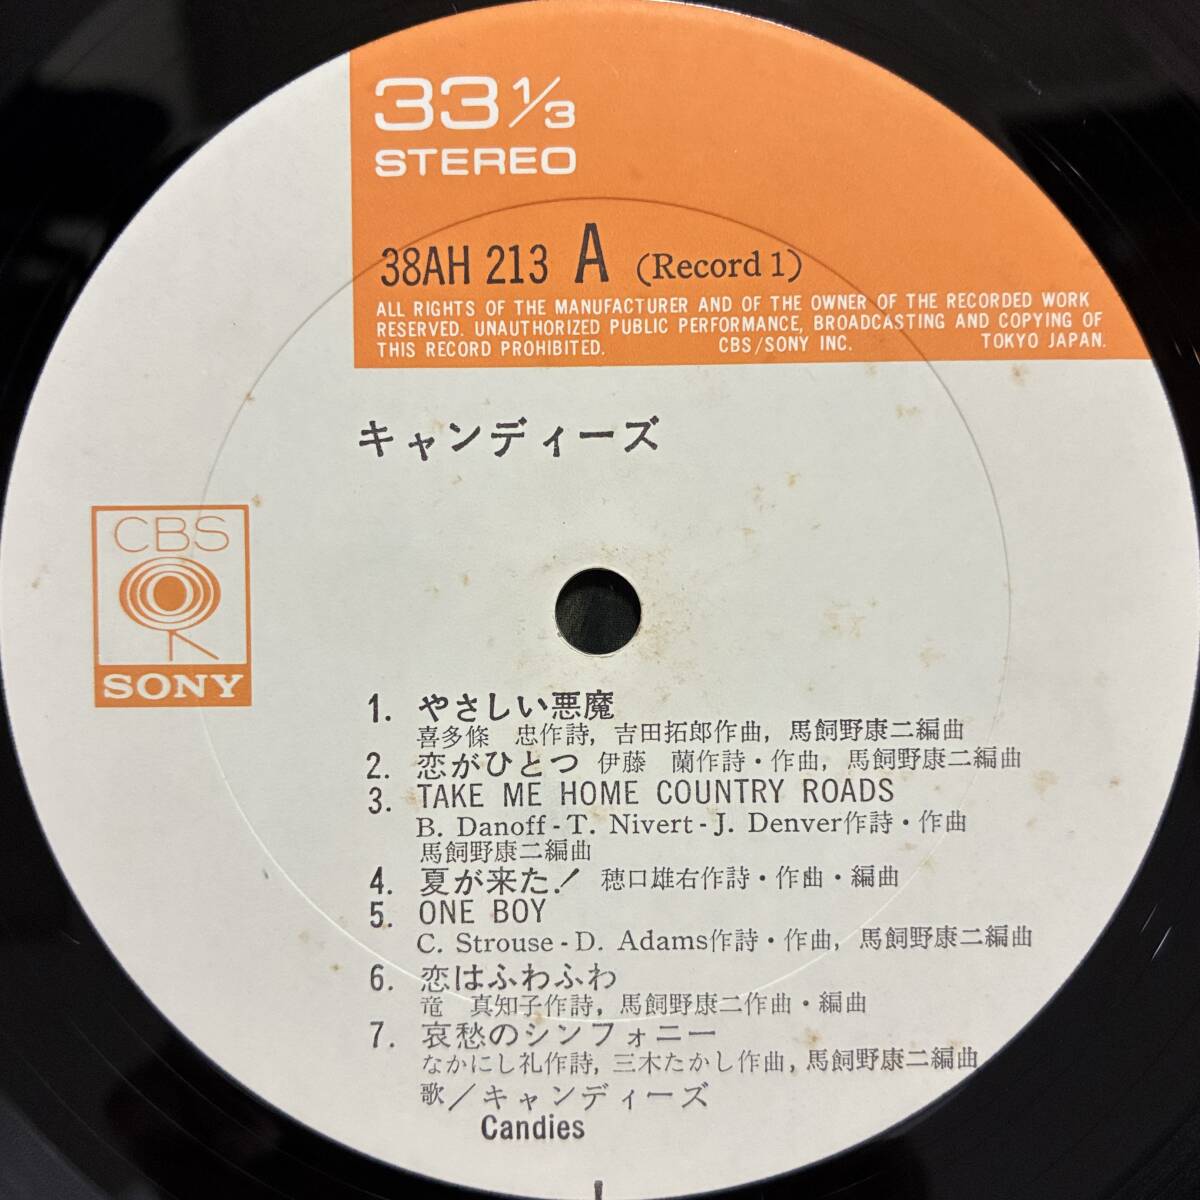 33 1/3
STEREO
38AH 213 A (Record 1)
ALL RIGHTS OF THE MANUFACTURER AND OF THE OWNER OF THE RECORDED WORK
RESERVED. UNAUTHORIZED PUBLIC PERFORMANCE, BROADCASTING AND COPYING OF
THIS RECORD PROHIBITED. CBS/SONY INC. TOKYO JAPAN.
キャンディーズ
CBS
SONY
1. やさしい悪魔
喜多條 忠作詩, 吉田拓郎作曲, 馬飼野康二編曲
2. 恋がひとつ 伊藤 蘭作詩・作曲, 馬飼野康二編曲
3. TAKE ME HOME COUNTRY ROADS
B. Danoff-T. Nivert-J. Denver作詩・作曲
馬飼野康二編曲
4. 夏が来た! 穂口雄右作詩・作曲・編曲
5. ONE BOY
C. Strouse-D. Adams作詩・作曲, 馬飼野康二編曲
6. 恋はふわふわ
竜 真知子作詩, 馬飼野康二作曲・編曲
7. 哀愁のシンフォニー
なかにし礼作詩, 三木たかし作曲, 馬飼野康二編曲
歌/キャンディーズ
Candies